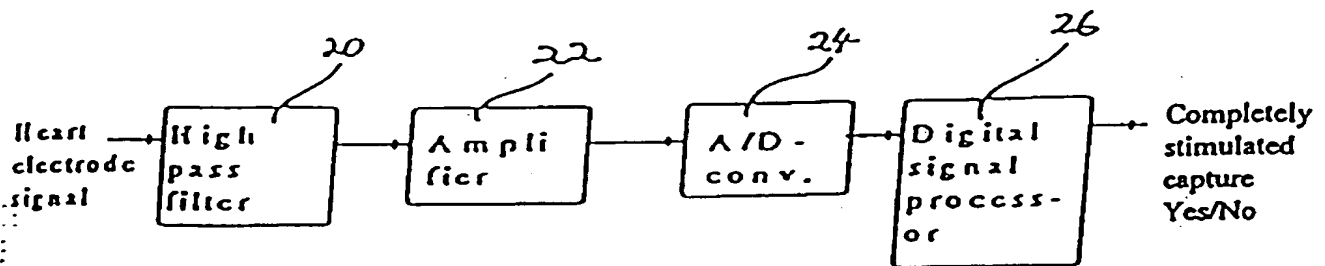 20
22
24
26
Heart
electrode
signal
High
pass
filter
Ampli
fier
A/D-
conv.
Digital
signal
process-
or
Completely
stimulated
capture
Yes/No